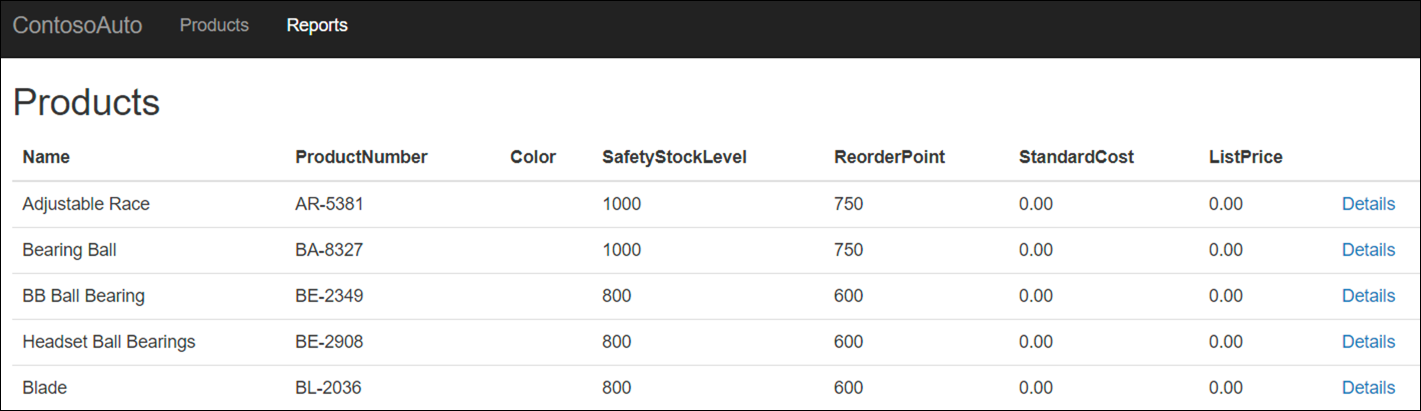 ContosoAuto Products Reports
Products
Name ProductNumber Color SafetyStockLevel ReorderPoint StandardCost ListPrice
Adjustable Race AR-5381 1000 750 0.00 0.00 Details
Bearing Ball BA-8327 1000 750 0.00 0.00 Details
BB Ball Bearing BE-2349 800 600 0.00 0.00 Details
Headset Ball Bearings BE-2908 800 600 0.00 0.00 Details
Blade BL-2036 800 600 0.00 0.00 Details